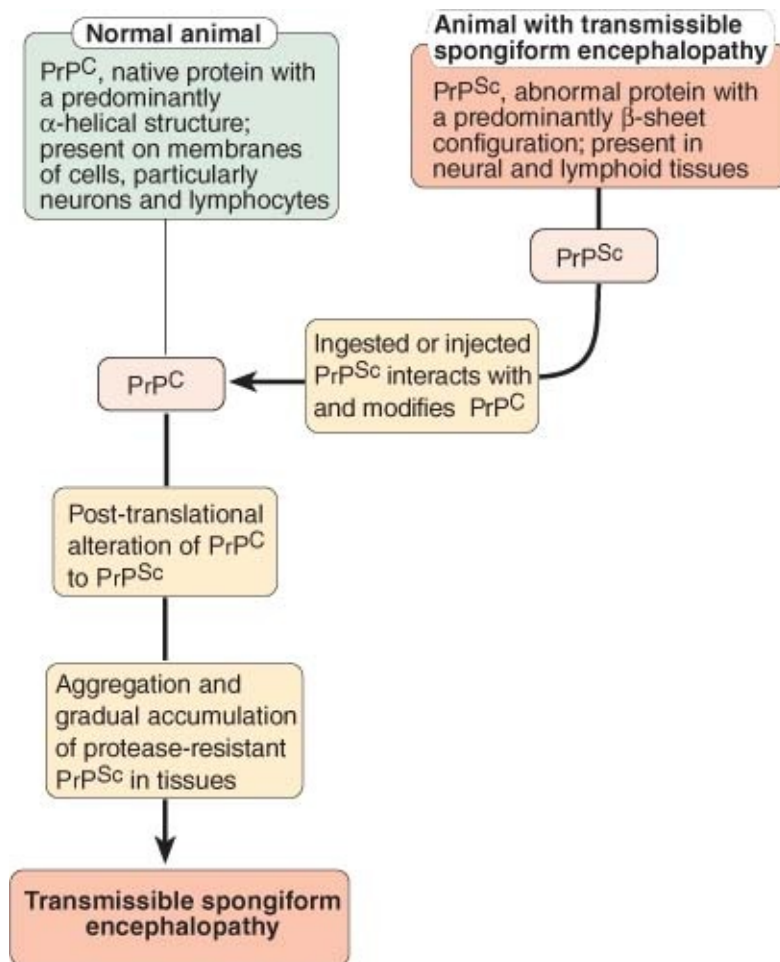 Normal animal
PrPC, native protein with
a predominantly
α-helical structure;
present on membranes
of cells, particularly
neurons and lymphocytes
Animal with transmissible
spongiform encephalopathy
PrPSc, abnormal protein with
a predominantly β-sheet
configuration; present in
neural and lymphoid tissues
PrPSc
Ingested or injected
PrPSc interacts with
and modifies PrPC
PrPC
Post-translational
alteration of PrPC
to PrPSc
Aggregation and
gradual accumulation
of protease-resistant
PrPSc in tissues
Transmissible spongiform
encephalopathy